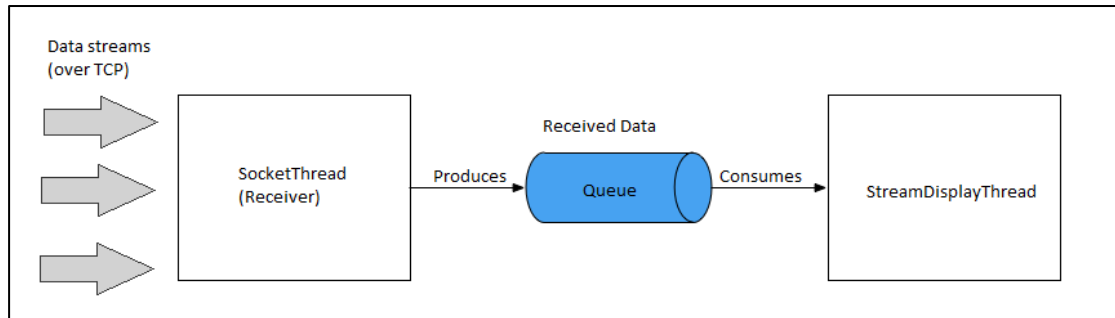 Data streams
(over TCP)
SocketThread
(Receiver)
Produces
Received Data
Queue
Consumes
StreamDisplayThread